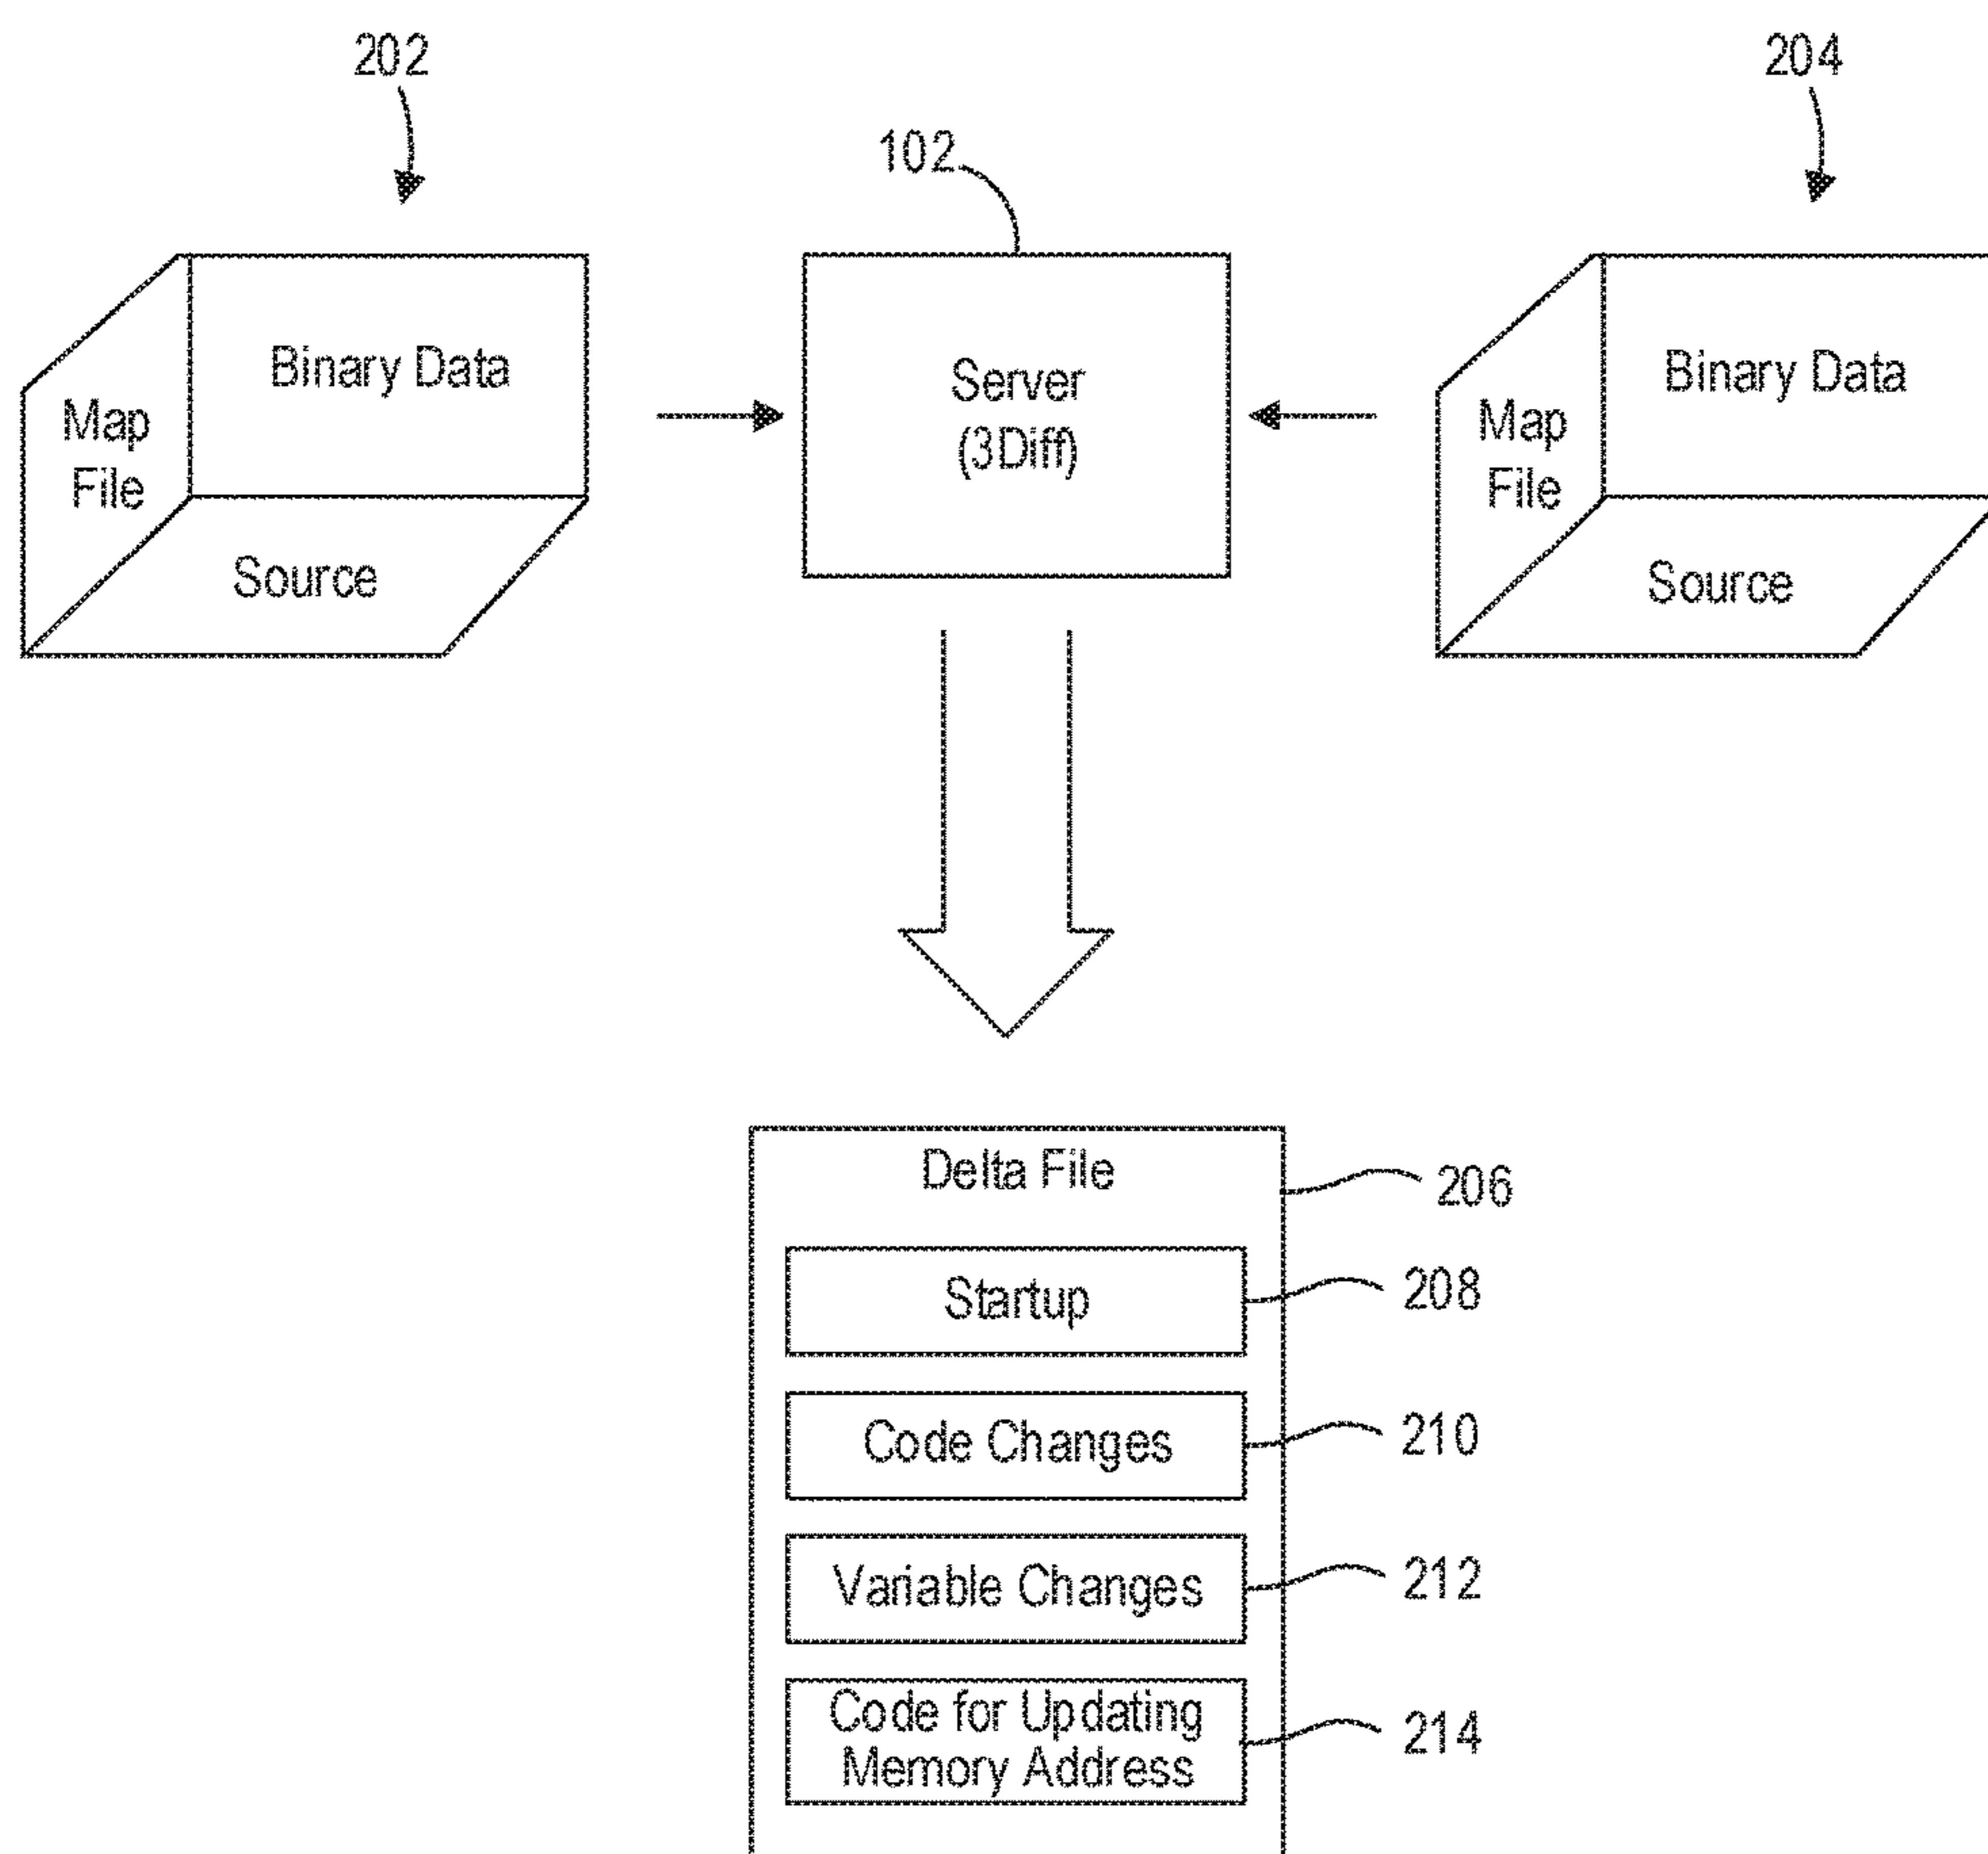 202
204
102
Binary Data
Map
File
Source
Server
(3Diff)
Binary Data
Map
File
Source
Delta File
206
Startup
208
Code Changes
210
Variable Changes
212
Code for Updating
Memory Address
214